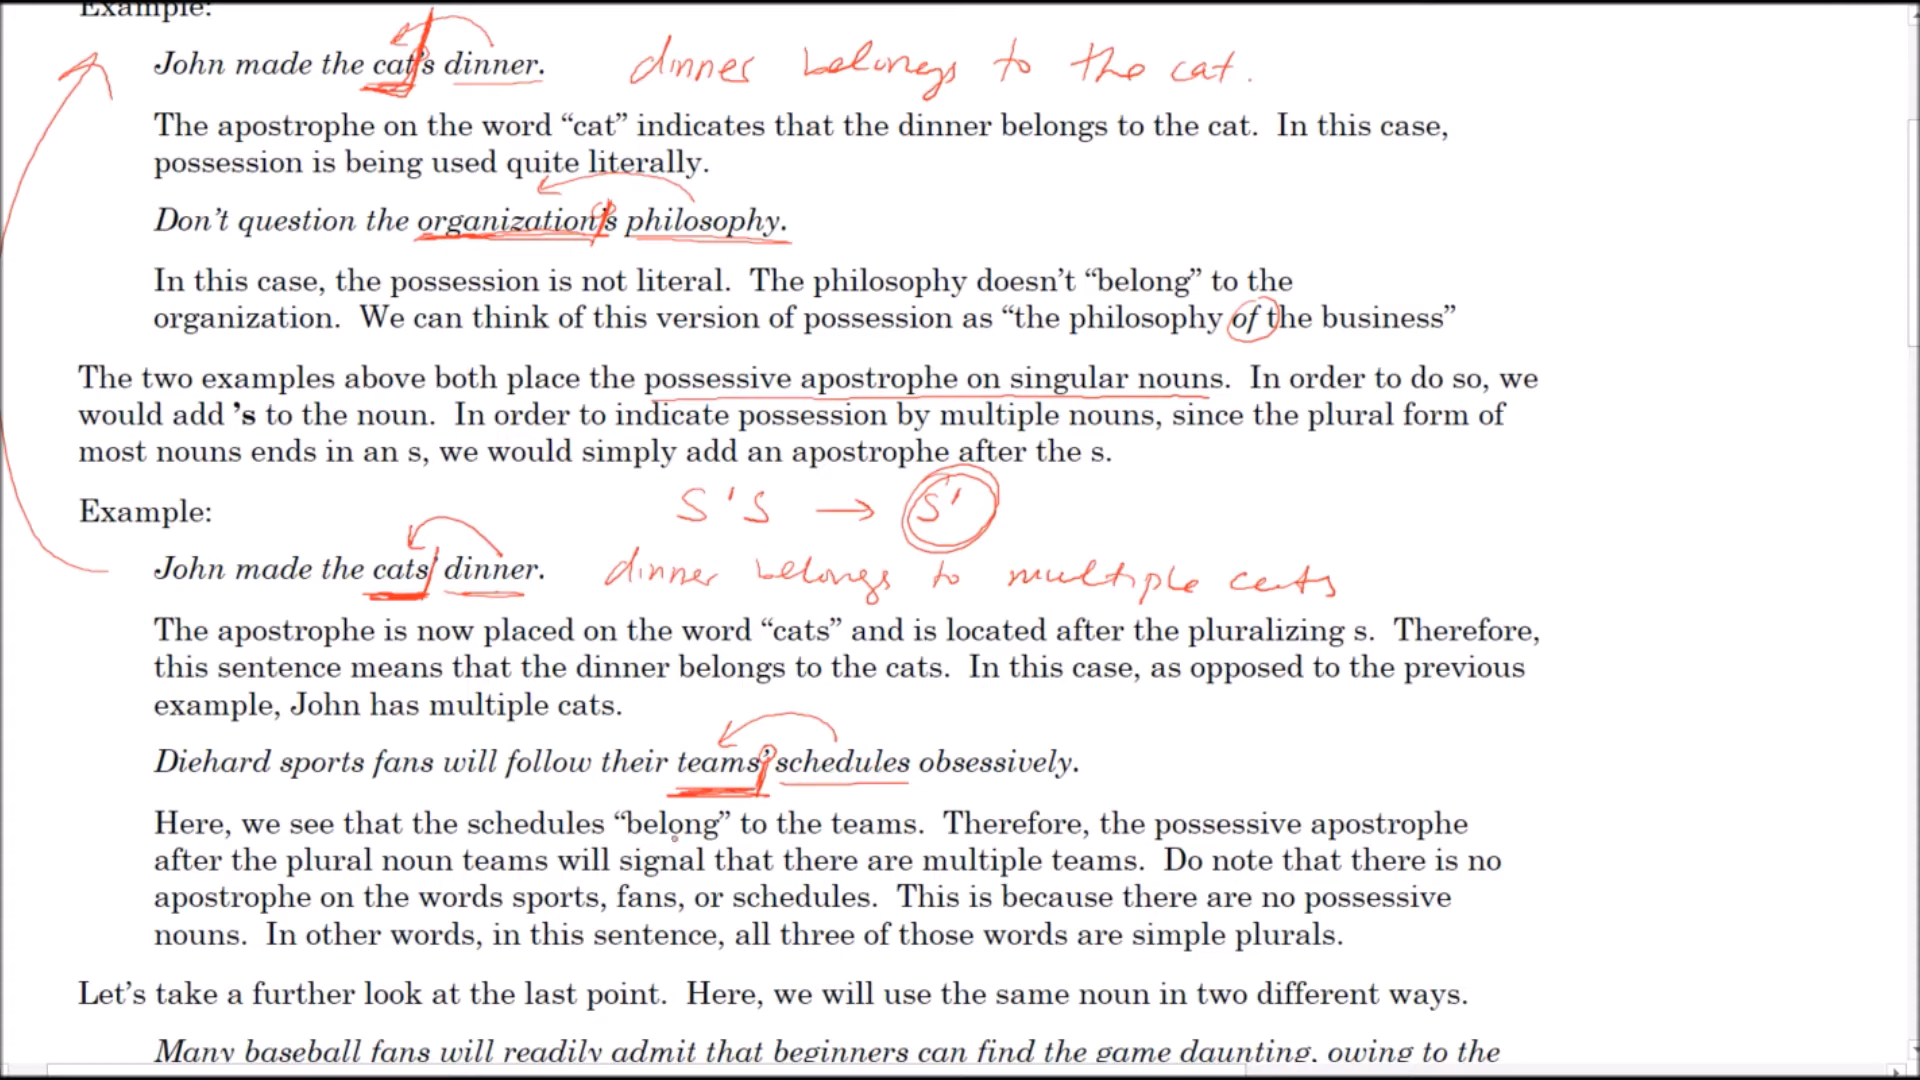 Example:
John made the cat's dinner. dinner belongs to the cat.
The apostrophe on the word “cat” indicates that the dinner belongs to the cat. In this case,
possession is being used quite literally.
Don’t question the organization’s philosophy.
In this case, the possession is not literal. The philosophy doesn’t “belong” to the
organization. We can think of this version of possession as “the philosophy of the business”
The two examples above both place the possessive apostrophe on singular nouns. In order to do so, we
would add ’s to the noun. In order to indicate possession by multiple nouns, since the plural form of
most nouns ends in an s, we would simply add an apostrophe after the s.
s's → s'
Example:
John made the cats' dinner. dinner belongs to multiple cats
The apostrophe is now placed on the word “cats” and is located after the pluralizing s. Therefore,
this sentence means that the dinner belongs to the cats. In this case, as opposed to the previous
example, John has multiple cats.
Diehard sports fans will follow their teams’ schedules obsessively.
Here, we see that the schedules “belong” to the teams. Therefore, the possessive apostrophe
after the plural noun teams will signal that there are multiple teams. Do note that there is no
apostrophe on the words sports, fans, or schedules. This is because there are no possessive
nouns. In other words, in this sentence, all three of those words are simple plurals.
Let’s take a further look at the last point. Here, we will use the same noun in two different ways.
Many baseball fans will readily admit that beginners can find the game daunting, owing to the